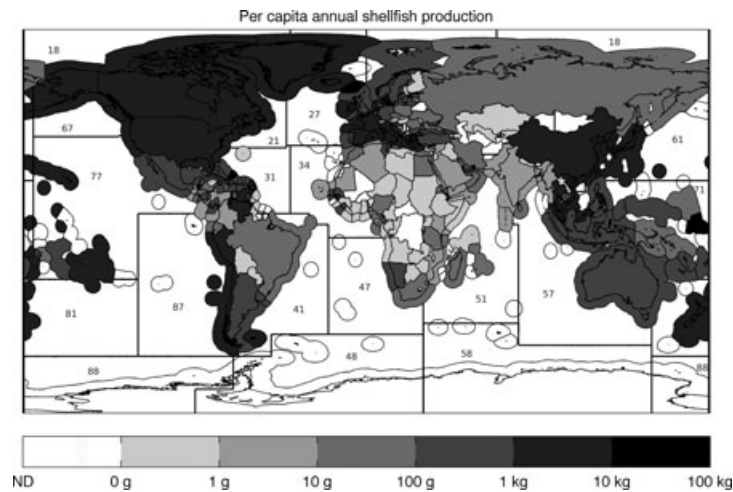 Per capita annual shellfish production
18 18
27
67 21 61
34
31
77 71
47 51 57
81 87 41
48 58
88 88
ND 0 g 1 g 10 g 100 g 1 kg 10 kg 100 kg